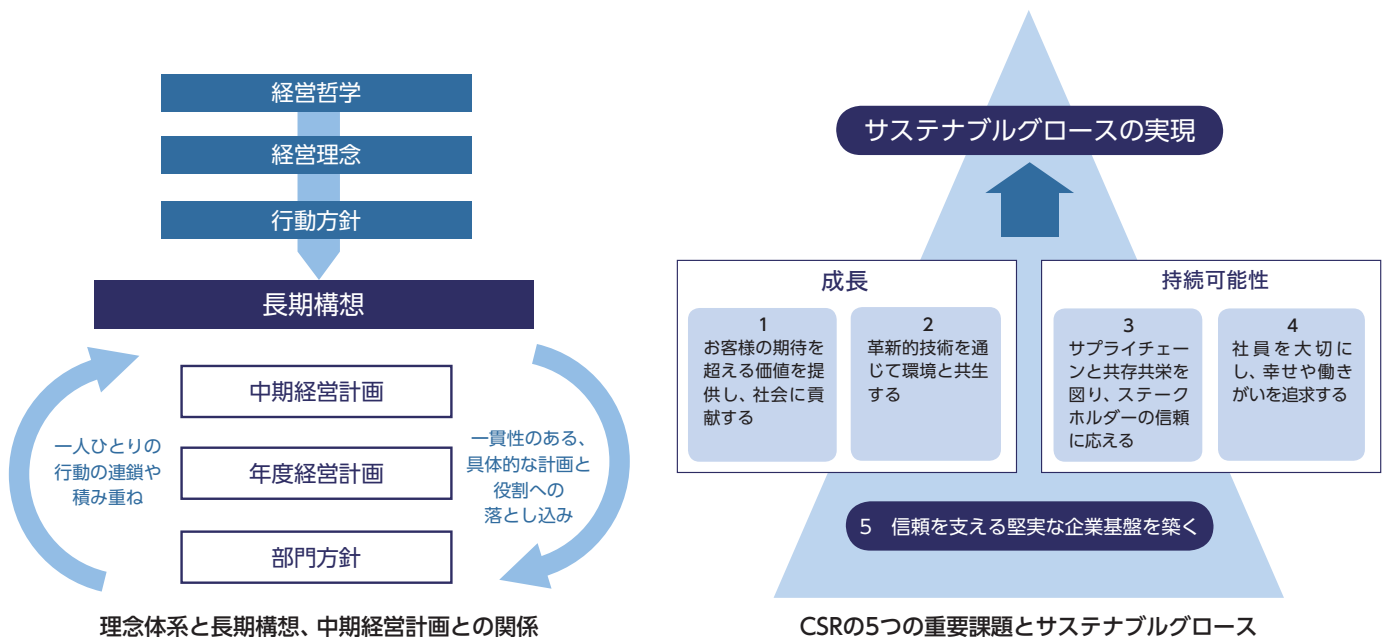 経営哲学
経営理念
行動方針
長期構想
中期経営計画
年度経営計画
部門方針
一人ひとりの
行動の連鎖や
積み重ね
一貫性のある、
具体的な計画と
役割への
落とし込み
理念体系と長期構想、中期経営計画との関係
サステナブルグロースの実現
成長
1
お客様の期待を
超える価値を提
供し、社会に貢
献する
2
革新的技術を通
じて環境と共生
する
持続可能性
3
サプライチェー
ンと共存共栄を
図り、ステーク
ホルダーの信頼
に応える
4
社員を大切に
し、幸せや働き
がいを追求する
5 信頼を支える堅実な企業基盤を築く
CSRの5つの重要課題とサステナブルグロース